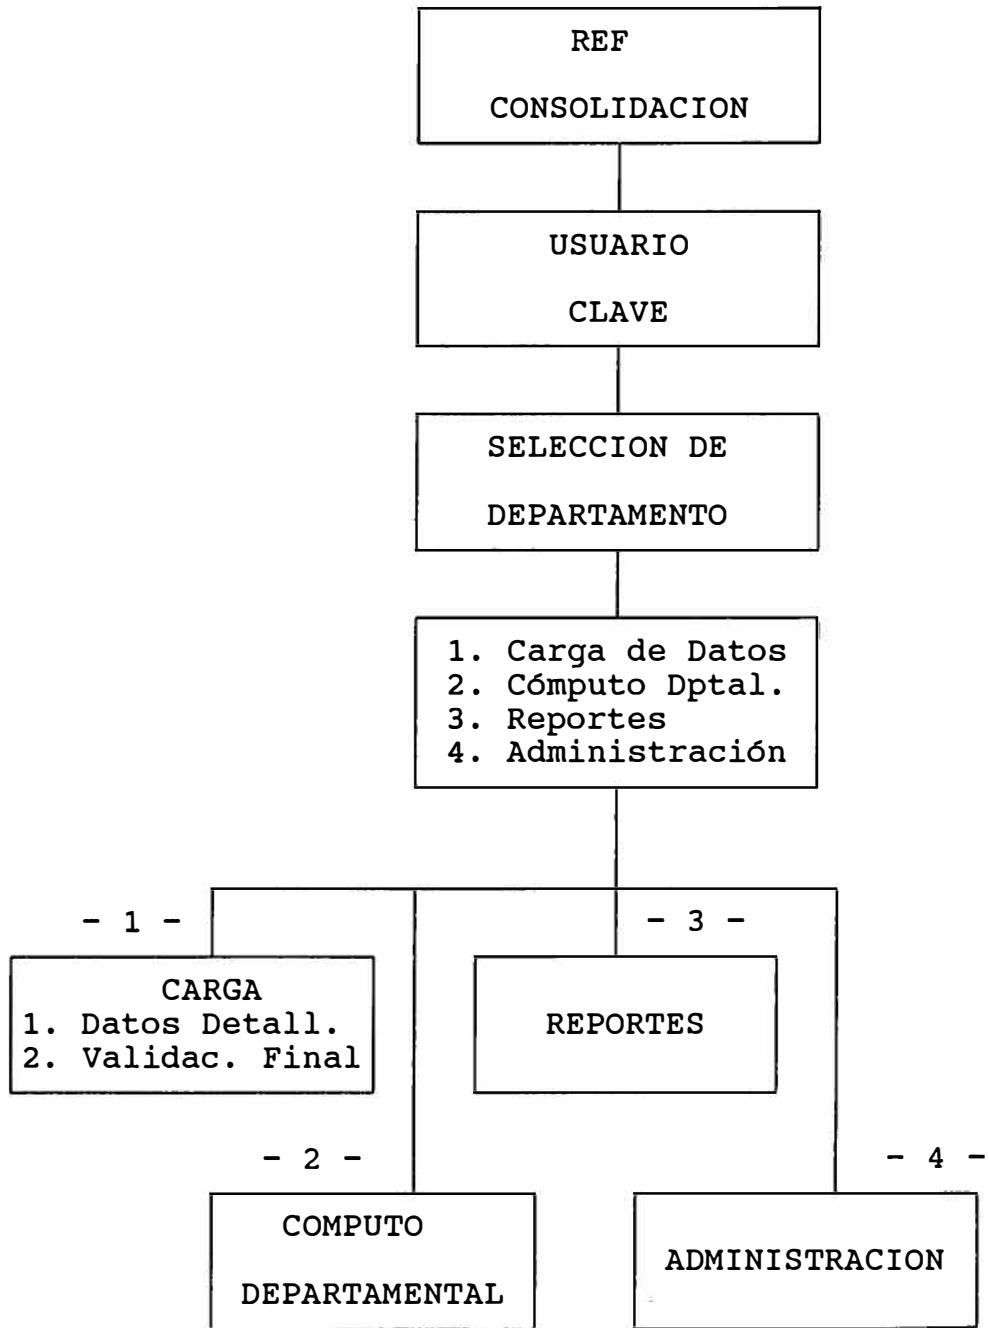 REF
CONSOLIDACION
USUARIO
CLAVE
SELECCION DE
DEPARTAMENTO
1. Carga de Datos
2. Cómputo Dptal.
3. Reportes
4. Administración
- 1 -
- 3 -
CARGA
1. Datos Detall.
2. Validac. Final
REPORTES
- 2 -
- 4 -
COMPUTO
DEPARTAMENTAL
ADMINISTRACION